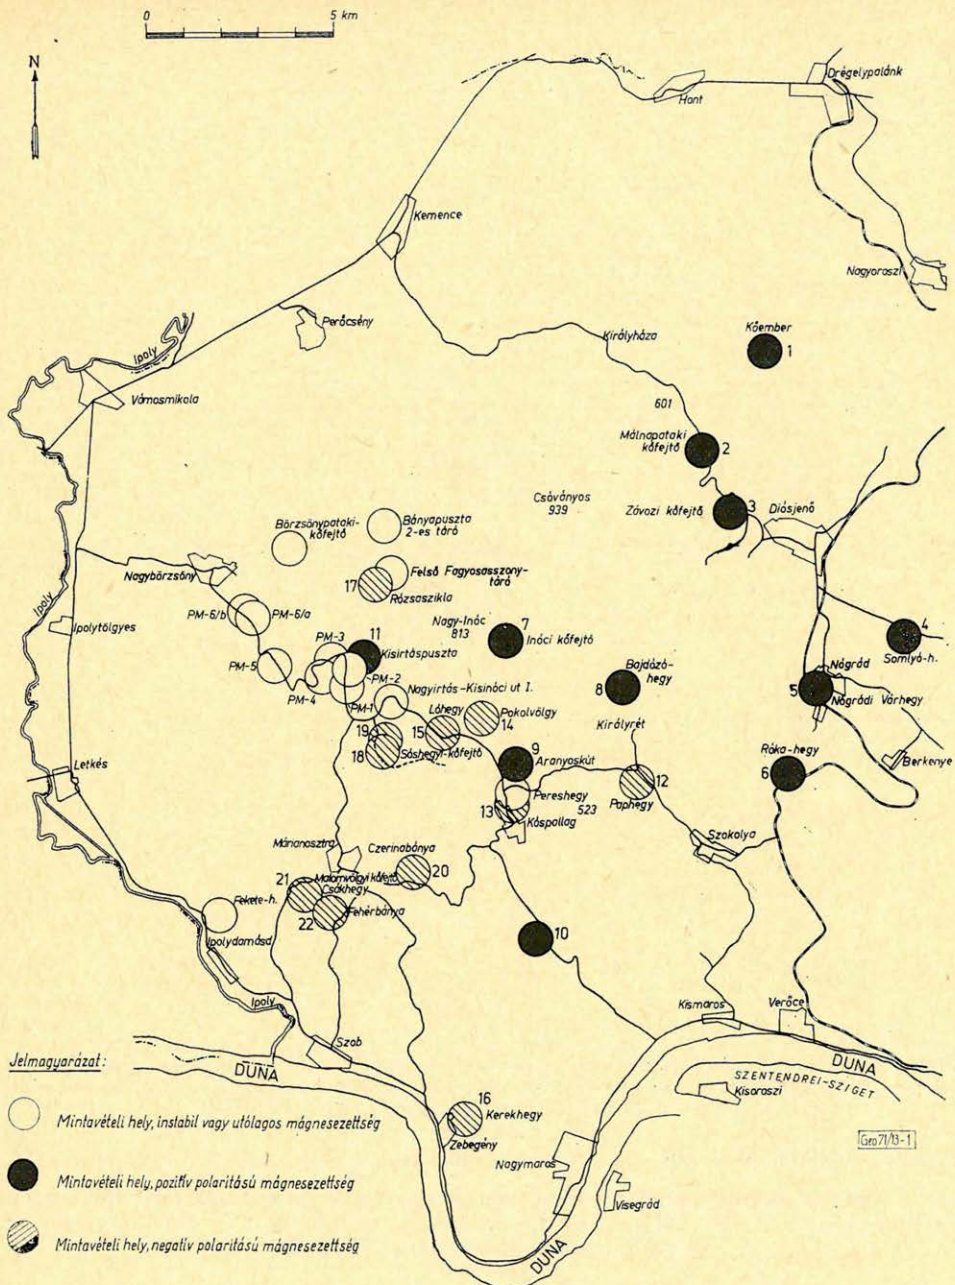 0 5 km
N
Drégelypalánk
Hont
Kemence
Nagyoroszi
Perőcsény
Királyháza
Kőember
1
Ipoly
Vámosmikola
601
Málnapataki
kőfejtő
2
Csóványos
939
Závozi kőfejtő
3
Diósjenő
Börzsönypataki-
kőfejtő
Bányapuszta
2-es táró
Nagybörzsöny
Felső Fagyosasszony-
táró
17
Rózsaszikla
PM-6/b
PM-6/a
Ipoly
Ipolytölgyes
Nagy-Inóc
813
7
Inóci kőfejtő
4
Somlyó-h.
PM-3
11
Kisirtáspuszta
PM-5
PM-4
PM-2
PM-1
Nagyirtás-Kisinóci ut 1.
Bajdázó-
hegy
8
Nógrád
5
Nógrádi Várhegy
Lóhegy
15
Pokolvölgy
14
Királyrét
19
18
Sáshegyi-kőfejtő
9
Aranyoskút
Róka-hegy
6
Berkenye
Letkés
Pereshegy
523
13
Kóspallag
12
Paphegy
Szokolya
Márianosztra
Czerinabánya
20
21
Malomvölgyi kőfejtő
Csákhegy
22
Fehérbánya
Fekete-h.
Ipolydamásd
10
Ipoly
Kismaros
Verőce
Szob
DUNA
DUNA
SZENTENDREI-SZIGET
Kisoroszi
16
Kerekhegy
Zebegény
Nagymaros
Visegrád
DUNA
Geo 71/13-1
Jelmagyarázat:
Mintavételi hely, instabil vagy utólagos mágnesezettség
Mintavételi hely, pozitív polaritású mágnesezettség
Mintavételi hely, negatív polaritású mágnesezettség